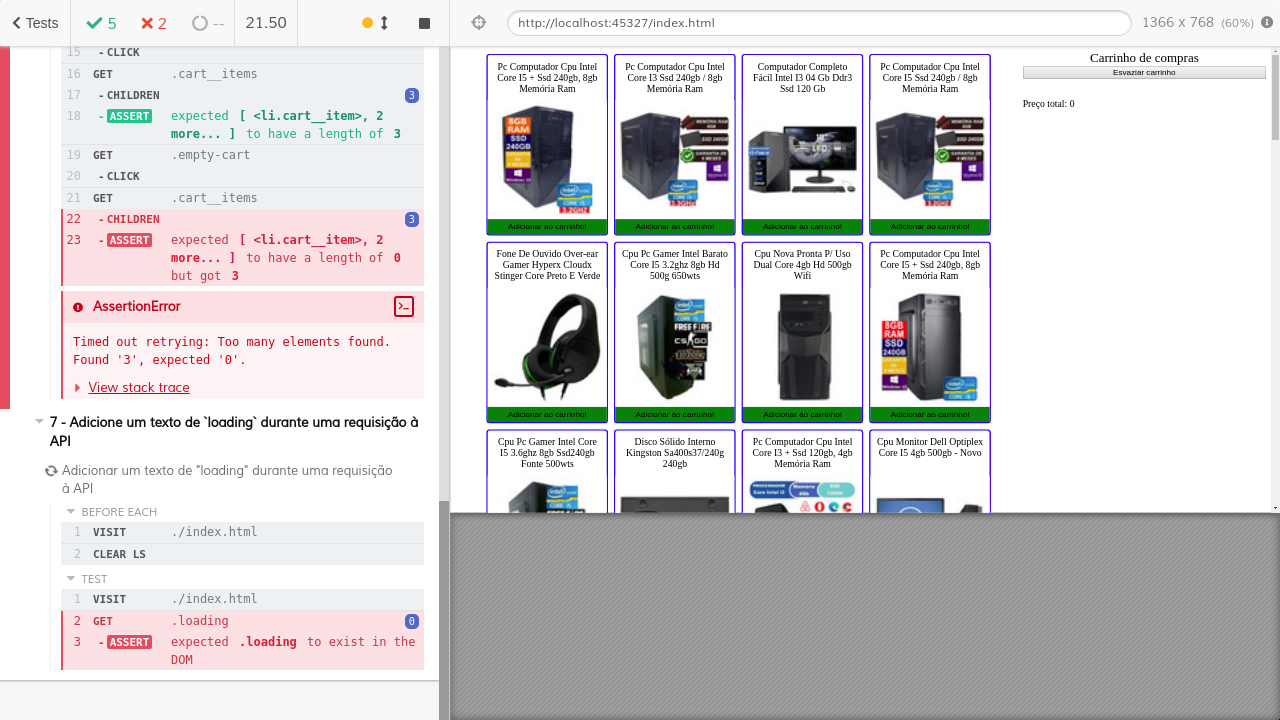 Tests
5
2
--
21.50
http://localhost:45327/index.html
1366 x 768 (60%)
15 - CLICK
16 GET .cart__items
17 - CHILDREN 3
18 - ASSERT expected [ <li.cart__item>, 2
more... ] to have a length of 3
19 GET .empty-cart
20 - CLICK
21 GET .cart__items
22 - CHILDREN 3
23 - ASSERT expected [ <li.cart__item>, 2
more... ] to have a length of 0
but got 3
AssertionError
Timed out retrying: Too many elements found.
Found '3', expected '0'.
View stack trace
7 - Adicione um texto de `loading` durante uma requisição à
API
Adicionar um texto de "loading" durante uma requisição
à API
BEFORE EACH
1 VISIT ./index.html
2 CLEAR LS
TEST
1 VISIT ./index.html
2 GET .loading 0
3 - ASSERT expected .loading to exist in the
DOM
Pc Computador Cpu Intel
Core I5 + Ssd 240gb, 8gb
Memória Ram
8GB
RAM
SSD
240GB
Adicionar ao carrinho!
Pc Computador Cpu Intel
Core I3 Ssd 240gb / 8gb
Memória Ram
Adicionar ao carrinho!
Computador Completo
Fácil Intel I3 04 Gb Ddr3
Ssd 120 Gb
Adicionar ao carrinho!
Pc Computador Cpu Intel
Core I5 Ssd 240gb / 8gb
Memória Ram
Adicionar ao carrinho!
Fone De Ouvido Over-ear
Gamer Hyperx Cloudx
Stinger Core Preto E Verde
Adicionar ao carrinho!
Cpu Pc Gamer Intel Barato
Core I5 3.2ghz 8gb Hd
500g 650wts
FREE FIRE
CS:GO
Adicionar ao carrinho!
Cpu Nova Pronta P/ Uso
Dual Core 4gb Hd 500gb
Wifi
Adicionar ao carrinho!
Pc Computador Cpu Intel
Core I5 + Ssd 240gb, 8gb
Memória Ram
8GB
RAM
SSD
240GB
Adicionar ao carrinho!
Cpu Pc Gamer Intel Core
I5 3.6ghz 8gb Ssd240gb
Fonte 500wts
Disco Sólido Interno
Kingston Sa400s37/240g
240gb
Pc Computador Cpu Intel
Core I3 + Ssd 120gb, 4gb
Memória Ram
Cpu Monitor Dell Optiplex
Core I5 4gb 500gb - Novo
Carrinho de compras
Esvaziar carrinho
Preço total: 0